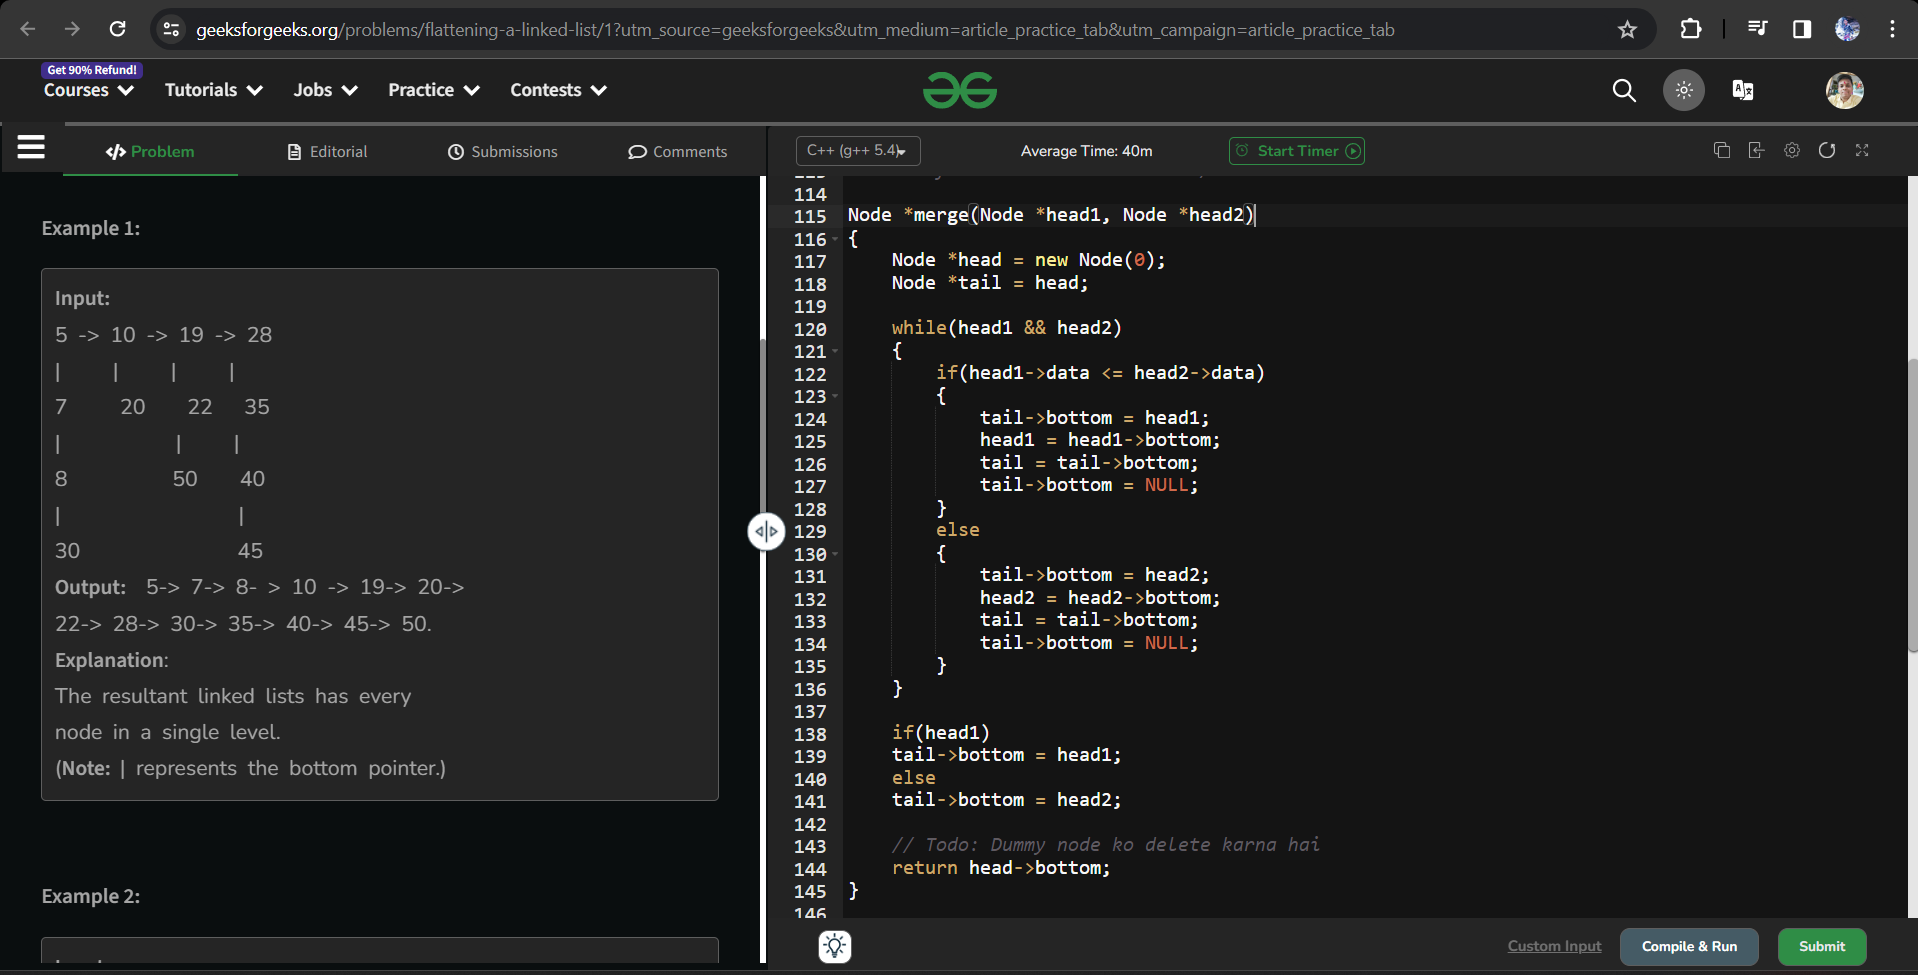 geeksforgeeks.org/problems/flattening-a-linked-list/1?utm_source=geeksforgeeks&utm_medium=article_practice_tab&utm_campaign=article_practice_tab
Get 90% Refund!
Courses Tutorials Jobs Practice Contests
</> Problem Editorial Submissions Comments
C++ (g++ 5.4) Average Time: 40m Start Timer
Example 1:
Input:
5 -> 10 -> 19 -> 28
| | | |
7 20 22 35
| | |
8 50 40
| |
30 45
Output: 5-> 7-> 8- > 10 -> 19-> 20->
22-> 28-> 30-> 35-> 40-> 45-> 50.
Explanation:
The resultant linked lists has every
node in a single level.
(Note: | represents the bottom pointer.)
Example 2:
114
115 Node *merge(Node *head1, Node *head2)
116 {
117 Node *head = new Node(0);
118 Node *tail = head;
119
120 while(head1 && head2)
121 {
122 if(head1->data <= head2->data)
123 {
124 tail->bottom = head1;
125 head1 = head1->bottom;
126 tail = tail->bottom;
127 tail->bottom = NULL;
128 }
129 else
130 {
131 tail->bottom = head2;
132 head2 = head2->bottom;
133 tail = tail->bottom;
134 tail->bottom = NULL;
135 }
136 }
137
138 if(head1)
139 tail->bottom = head1;
140 else
141 tail->bottom = head2;
142
143 // Todo: Dummy node ko delete karna hai
144 return head->bottom;
145 }
146
Custom Input Compile & Run Submit